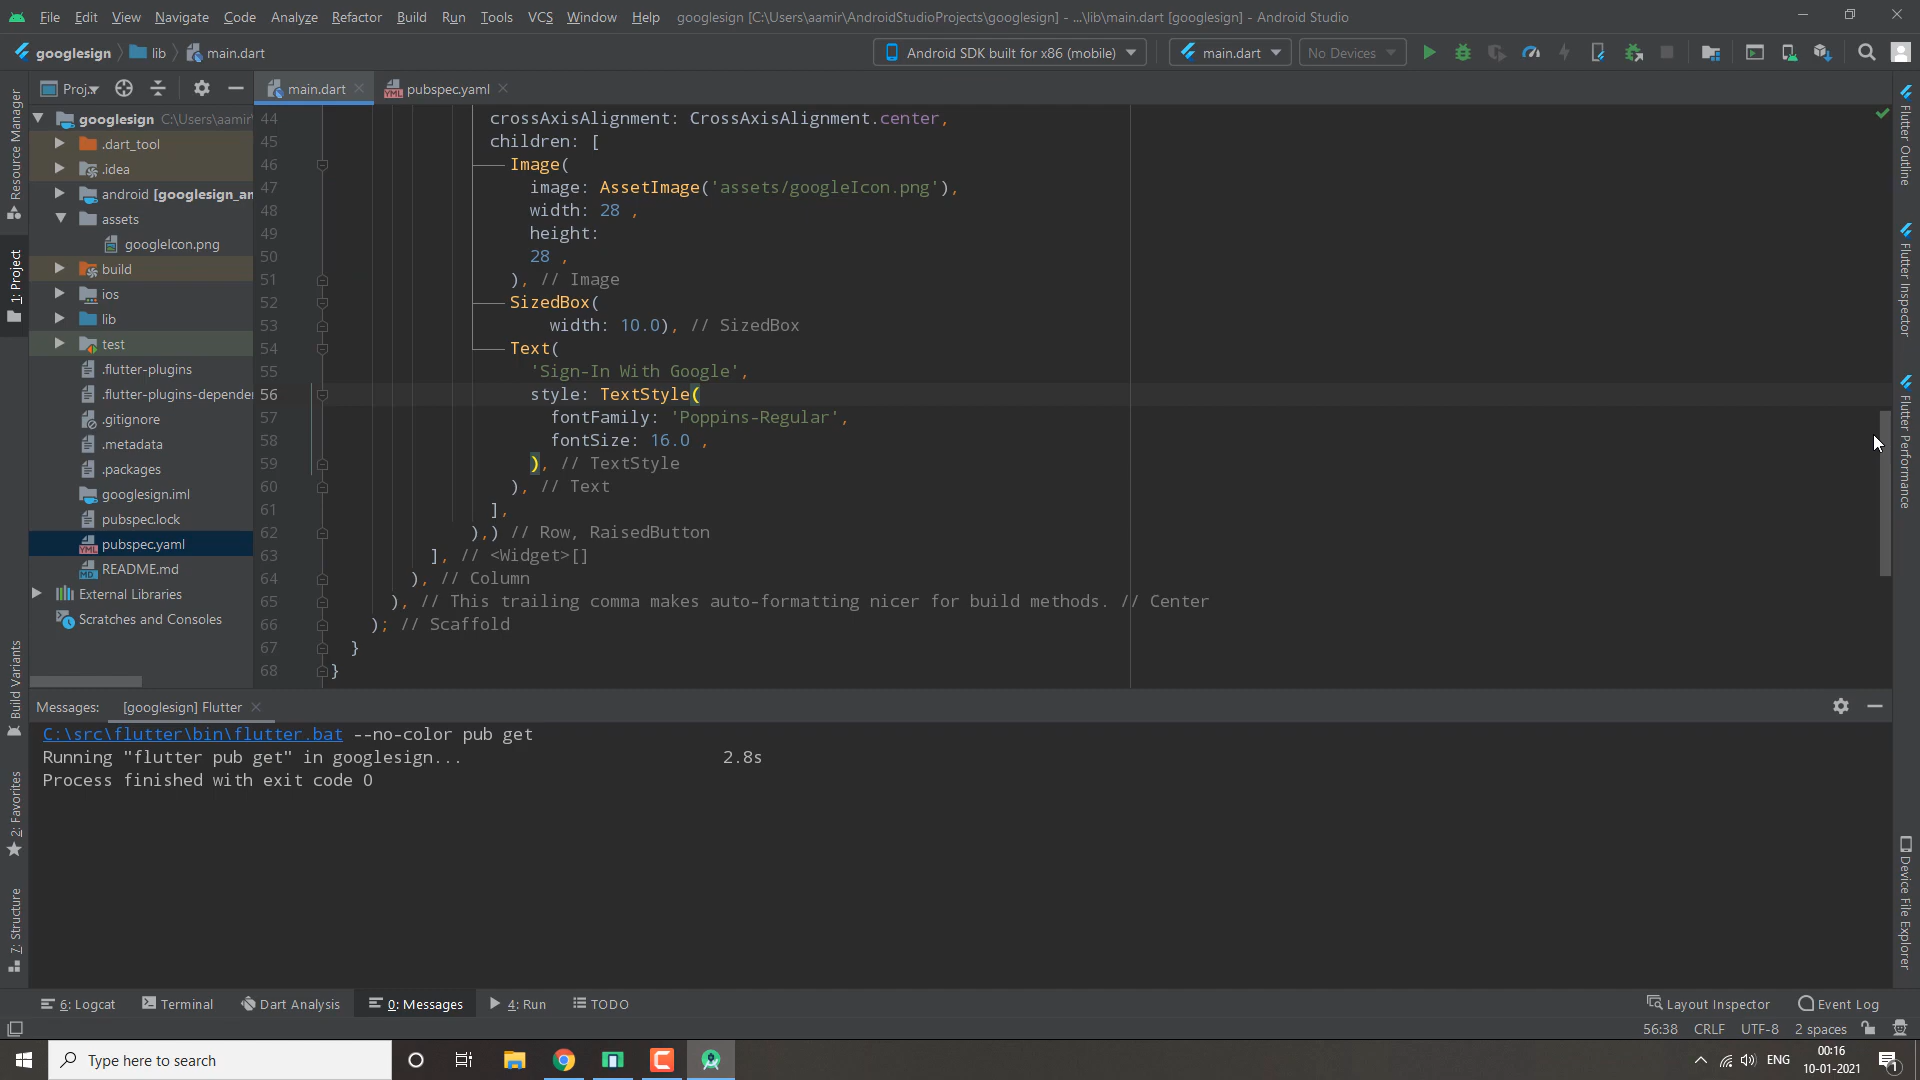 File Edit View Navigate Code Analyze Refactor Build Run Tools VCS Window Help googlesign [C:\Users\aamir\AndroidStudioProjects\googlesign] - ...\lib\main.dart [googlesign] - Android Studio
googlesign lib main.dart Android SDK built for x86 (mobile) main.dart No Devices
Proj... main.dart pubspec.yaml
Resource Manager
1: Project
Build Variants
2: Favorites
7: Structure
googlesign C:\Users\aamir
.dart_tool
.idea
android [googlesign_an
assets
googleIcon.png
build
ios
lib
test
.flutter-plugins
.flutter-plugins-depende
.gitignore
.metadata
.packages
googlesign.iml
pubspec.lock
pubspec.yaml
README.md
External Libraries
Scratches and Consoles
44 crossAxisAlignment: CrossAxisAlignment.center,
45 children: [
46 Image(
47 image: AssetImage('assets/googleIcon.png'),
48 width: 28 ,
49 height:
50 28 ,
51 ), // Image
52 SizedBox(
53 width: 10.0), // SizedBox
54 Text(
55 'Sign-In With Google',
56 style: TextStyle(
57 fontFamily: 'Poppins-Regular',
58 fontSize: 16.0 ,
59 ), // TextStyle
60 ), // Text
61 ],
62 ),) // Row, RaisedButton
63 ], // <Widget>[]
64 ), // Column
65 ), // This trailing comma makes auto-formatting nicer for build methods. // Center
66 ); // Scaffold
67 }
68 }
Flutter Outline
Flutter Inspector
Flutter Performance
Device File Explorer
Messages: [googlesign] Flutter
C:\src\flutter\bin\flutter.bat --no-color pub get
Running "flutter pub get" in googlesign... 2.8s
Process finished with exit code 0
6: Logcat Terminal Dart Analysis 0: Messages 4: Run TODO Layout Inspector Event Log
56:38 CRLF UTF-8 2 spaces
Type here to search ENG 00:16
10-01-2021 1